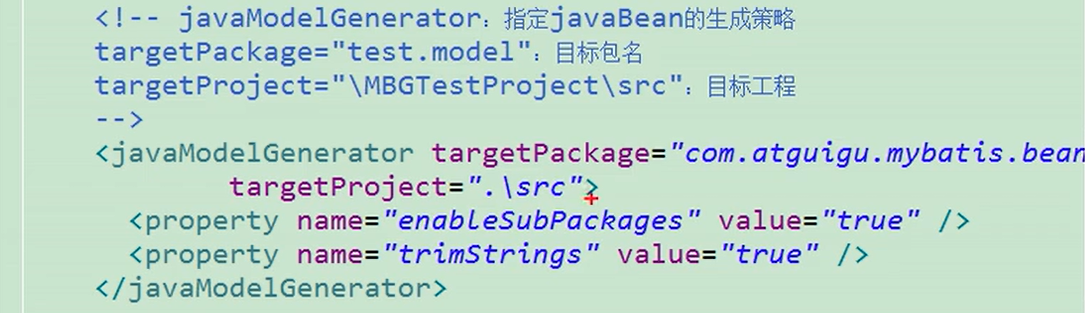 <!-- javaModelGenerator：指定javaBean的生成策略
targetPackage="test.model"：目标包名
targetProject="\MBGTestProject\src"：目标工程
-->
<javaModelGenerator targetPackage="com.atguigu.mybatis.bean
targetProject=".\src">
<property name="enableSubPackages" value="true" />
<property name="trimStrings" value="true" />
</javaModelGenerator>